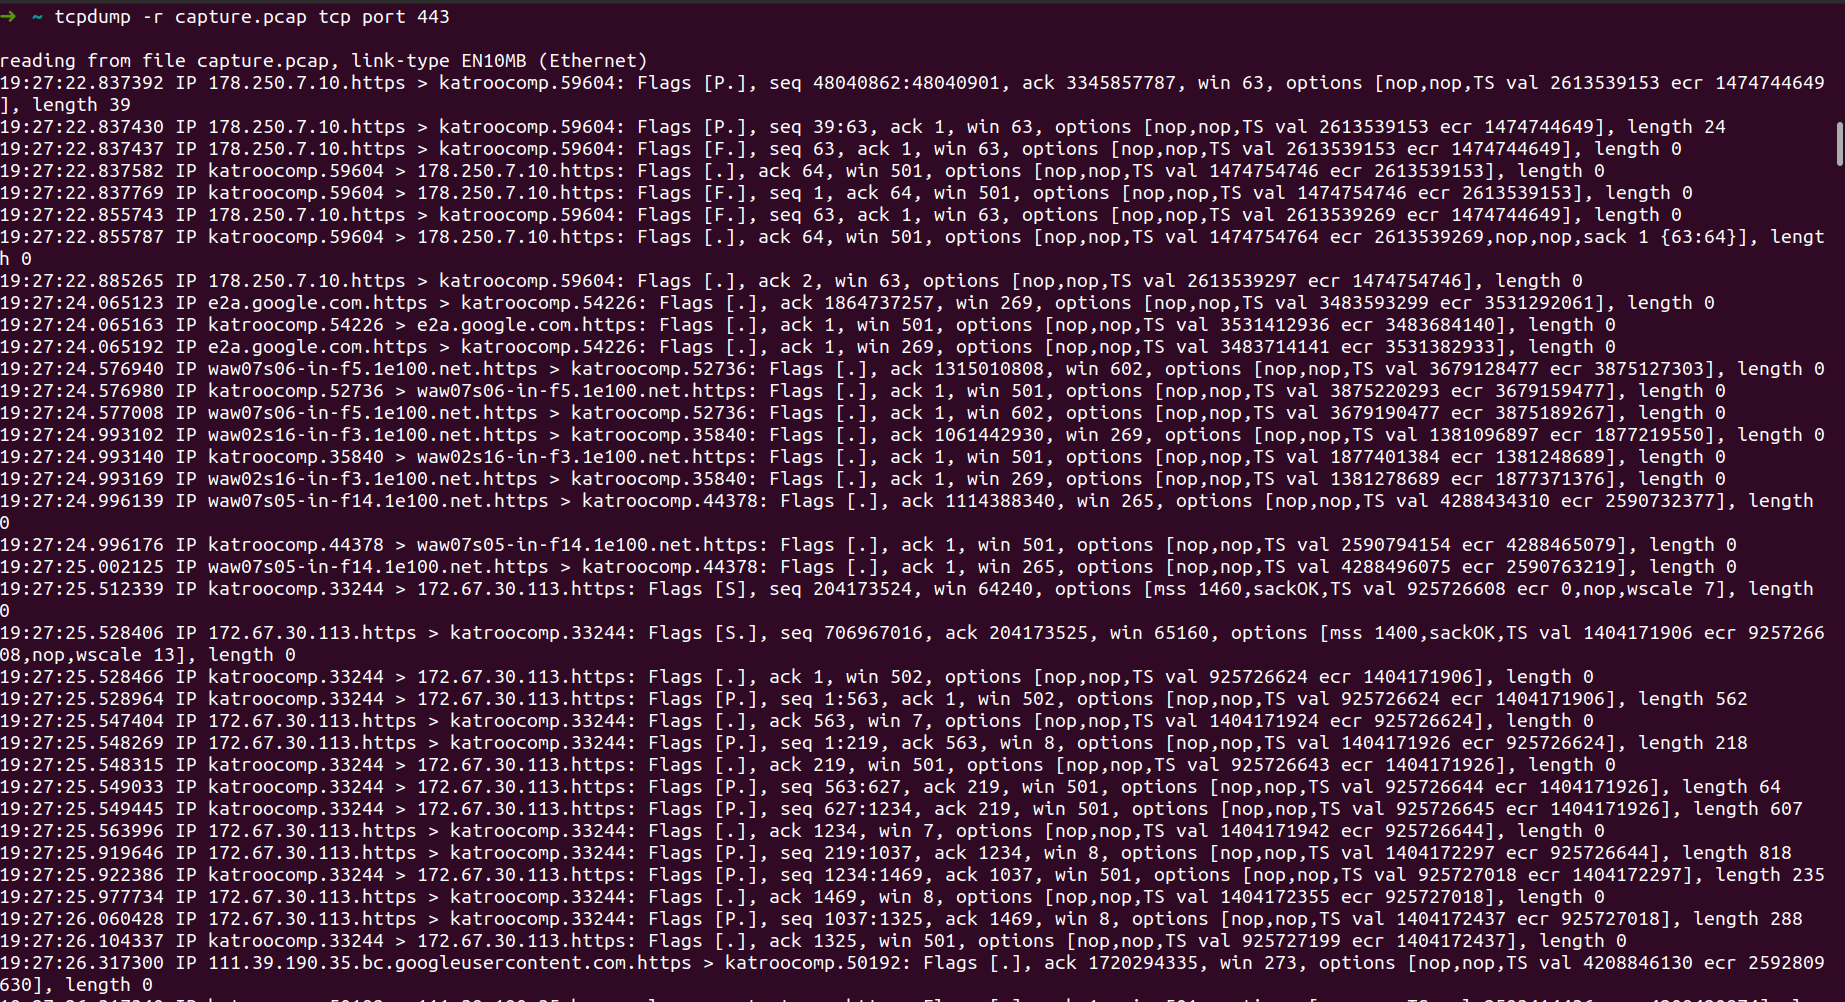 ➜ ~ tcpdump -r capture.pcap tcp port 443
reading from file capture.pcap, link-type EN10MB (Ethernet)
19:27:22.837392 IP 178.250.7.10.https > katroocomp.59604: Flags [P.], seq 48040862:48040901, ack 3345857787, win 63, options [nop,nop,TS val 2613539153 ecr 1474744649
], length 39
19:27:22.837430 IP 178.250.7.10.https > katroocomp.59604: Flags [P.], seq 39:63, ack 1, win 63, options [nop,nop,TS val 2613539153 ecr 1474744649], length 24
19:27:22.837437 IP 178.250.7.10.https > katroocomp.59604: Flags [F.], seq 63, ack 1, win 63, options [nop,nop,TS val 2613539153 ecr 1474744649], length 0
19:27:22.837582 IP katroocomp.59604 > 178.250.7.10.https: Flags [.], ack 64, win 501, options [nop,nop,TS val 1474754746 ecr 2613539153], length 0
19:27:22.837769 IP katroocomp.59604 > 178.250.7.10.https: Flags [F.], seq 1, ack 64, win 501, options [nop,nop,TS val 1474754746 ecr 2613539153], length 0
19:27:22.855743 IP 178.250.7.10.https > katroocomp.59604: Flags [F.], seq 63, ack 1, win 63, options [nop,nop,TS val 2613539269 ecr 1474744649], length 0
19:27:22.855787 IP katroocomp.59604 > 178.250.7.10.https: Flags [.], ack 64, win 501, options [nop,nop,TS val 1474754764 ecr 2613539269,nop,nop,sack 1 {63:64}], lengt
h 0
19:27:22.885265 IP 178.250.7.10.https > katroocomp.59604: Flags [.], ack 2, win 63, options [nop,nop,TS val 2613539297 ecr 1474754746], length 0
19:27:24.065123 IP e2a.google.com.https > katroocomp.54226: Flags [.], ack 1864737257, win 269, options [nop,nop,TS val 3483593299 ecr 3531292061], length 0
19:27:24.065163 IP katroocomp.54226 > e2a.google.com.https: Flags [.], ack 1, win 501, options [nop,nop,TS val 3531412936 ecr 3483684140], length 0
19:27:24.065192 IP e2a.google.com.https > katroocomp.54226: Flags [.], ack 1, win 269, options [nop,nop,TS val 3483714141 ecr 3531382933], length 0
19:27:24.576940 IP waw07s06-in-f5.1e100.net.https > katroocomp.52736: Flags [.], ack 1315010808, win 602, options [nop,nop,TS val 3679128477 ecr 3875127303], length 0
19:27:24.576980 IP katroocomp.52736 > waw07s06-in-f5.1e100.net.https: Flags [.], ack 1, win 501, options [nop,nop,TS val 3875220293 ecr 3679159477], length 0
19:27:24.577008 IP waw07s06-in-f5.1e100.net.https > katroocomp.52736: Flags [.], ack 1, win 602, options [nop,nop,TS val 3679190477 ecr 3875189267], length 0
19:27:24.993102 IP waw02s16-in-f3.1e100.net.https > katroocomp.35840: Flags [.], ack 1061442930, win 269, options [nop,nop,TS val 1381096897 ecr 1877219550], length 0
19:27:24.993140 IP katroocomp.35840 > waw02s16-in-f3.1e100.net.https: Flags [.], ack 1, win 501, options [nop,nop,TS val 1877401384 ecr 1381248689], length 0
19:27:24.993169 IP waw02s16-in-f3.1e100.net.https > katroocomp.35840: Flags [.], ack 1, win 269, options [nop,nop,TS val 1381278689 ecr 1877371376], length 0
19:27:24.996139 IP waw07s05-in-f14.1e100.net.https > katroocomp.44378: Flags [.], ack 1114388340, win 265, options [nop,nop,TS val 4288434310 ecr 2590732377], length
0
19:27:24.996176 IP katroocomp.44378 > waw07s05-in-f14.1e100.net.https: Flags [.], ack 1, win 501, options [nop,nop,TS val 2590794154 ecr 4288465079], length 0
19:27:25.002125 IP waw07s05-in-f14.1e100.net.https > katroocomp.44378: Flags [.], ack 1, win 265, options [nop,nop,TS val 4288496075 ecr 2590763219], length 0
19:27:25.512339 IP katroocomp.33244 > 172.67.30.113.https: Flags [S], seq 204173524, win 64240, options [mss 1460,sackOK,TS val 925726608 ecr 0,nop,wscale 7], length
0
19:27:25.528406 IP 172.67.30.113.https > katroocomp.33244: Flags [S.], seq 706967016, ack 204173525, win 65160, options [mss 1400,sackOK,TS val 1404171906 ecr 9257266
08,nop,wscale 13], length 0
19:27:25.528466 IP katroocomp.33244 > 172.67.30.113.https: Flags [.], ack 1, win 502, options [nop,nop,TS val 925726624 ecr 1404171906], length 0
19:27:25.528964 IP katroocomp.33244 > 172.67.30.113.https: Flags [P.], seq 1:563, ack 1, win 502, options [nop,nop,TS val 925726624 ecr 1404171906], length 562
19:27:25.547404 IP 172.67.30.113.https > katroocomp.33244: Flags [.], ack 563, win 7, options [nop,nop,TS val 1404171924 ecr 925726624], length 0
19:27:25.548269 IP 172.67.30.113.https > katroocomp.33244: Flags [P.], seq 1:219, ack 563, win 8, options [nop,nop,TS val 1404171926 ecr 925726624], length 218
19:27:25.548315 IP katroocomp.33244 > 172.67.30.113.https: Flags [.], ack 219, win 501, options [nop,nop,TS val 925726643 ecr 1404171926], length 0
19:27:25.549033 IP katroocomp.33244 > 172.67.30.113.https: Flags [P.], seq 563:627, ack 219, win 501, options [nop,nop,TS val 925726644 ecr 1404171926], length 64
19:27:25.549445 IP katroocomp.33244 > 172.67.30.113.https: Flags [P.], seq 627:1234, ack 219, win 501, options [nop,nop,TS val 925726645 ecr 1404171926], length 607
19:27:25.563996 IP 172.67.30.113.https > katroocomp.33244: Flags [.], ack 1234, win 7, options [nop,nop,TS val 1404171942 ecr 925726644], length 0
19:27:25.919646 IP 172.67.30.113.https > katroocomp.33244: Flags [P.], seq 219:1037, ack 1234, win 8, options [nop,nop,TS val 1404172297 ecr 925726644], length 818
19:27:25.922386 IP katroocomp.33244 > 172.67.30.113.https: Flags [P.], seq 1234:1469, ack 1037, win 501, options [nop,nop,TS val 925727018 ecr 1404172297], length 235
19:27:25.977734 IP 172.67.30.113.https > katroocomp.33244: Flags [.], ack 1469, win 8, options [nop,nop,TS val 1404172355 ecr 925727018], length 0
19:27:26.060428 IP 172.67.30.113.https > katroocomp.33244: Flags [P.], seq 1037:1325, ack 1469, win 8, options [nop,nop,TS val 1404172437 ecr 925727018], length 288
19:27:26.104337 IP katroocomp.33244 > 172.67.30.113.https: Flags [.], ack 1325, win 501, options [nop,nop,TS val 925727199 ecr 1404172437], length 0
19:27:26.317300 IP 111.39.190.35.bc.googleusercontent.com.https > katroocomp.50192: Flags [.], ack 1720294335, win 273, options [nop,nop,TS val 4208846130 ecr 2592809
630], length 0